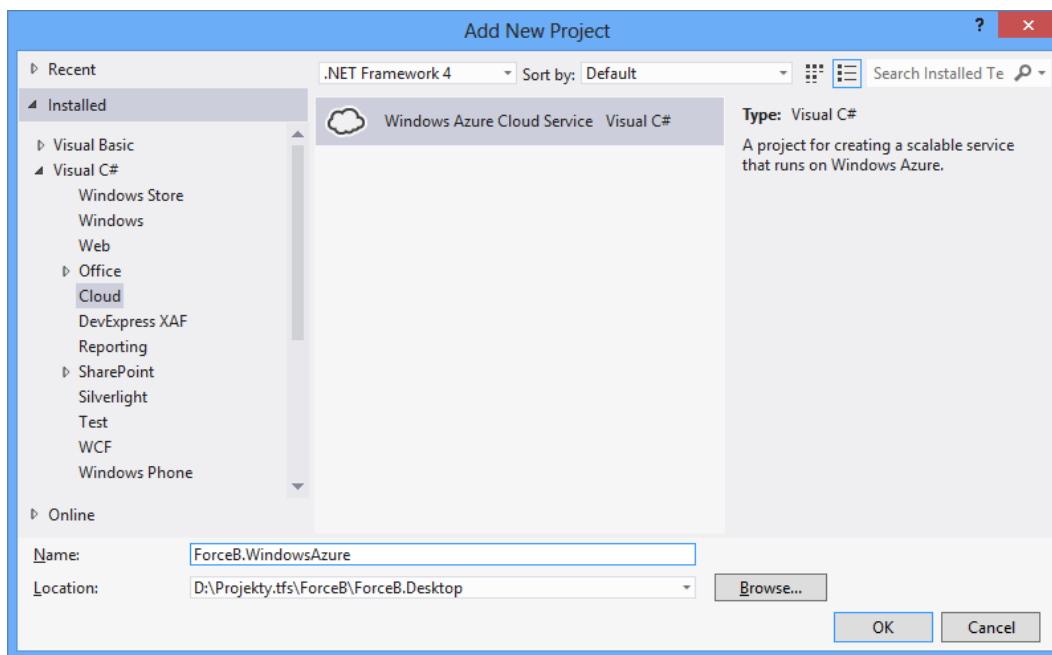 Add New Project
?
Recent
Installed
Visual Basic
Visual C#
Windows Store
Windows
Web
Office
Cloud
DevExpress XAF
Reporting
SharePoint
Silverlight
Test
WCF
Windows Phone
Online
.NET Framework 4
Sort by: Default
Search Installed Te
Windows Azure Cloud Service Visual C#
Type: Visual C#
A project for creating a scalable service
that runs on Windows Azure.
Name: ForceB.WindowsAzure
Location: D:\Projekty.tfs\ForceB\ForceB.Desktop
Browse...
OK Cancel